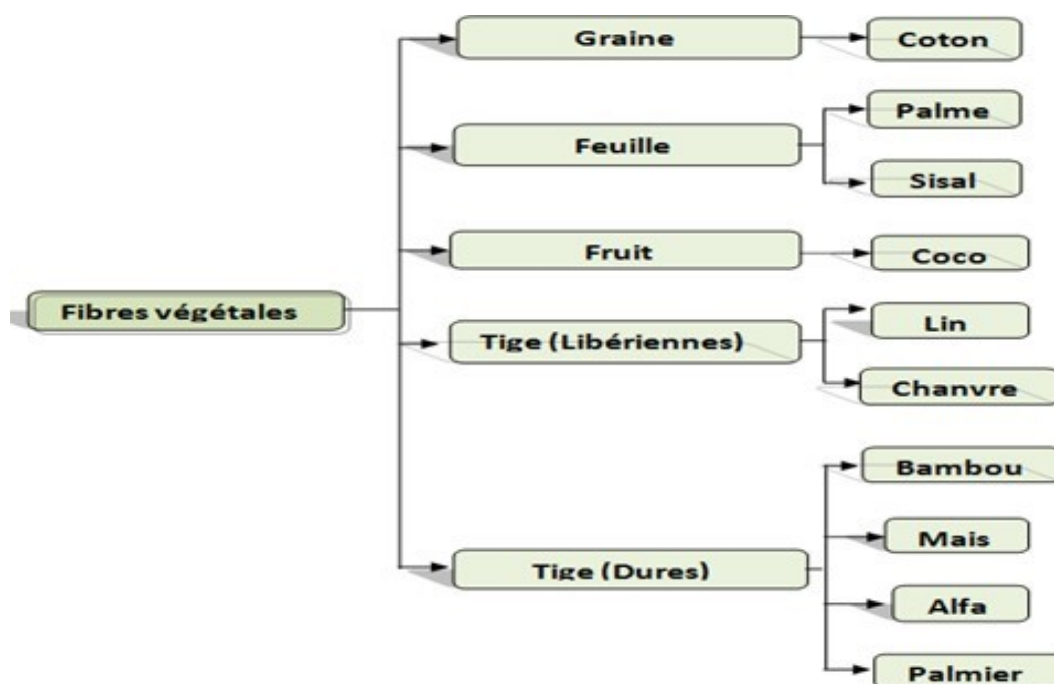 Fibres végétales
Graine
Coton
Feuille
Palme
Sisal
Fruit
Coco
Tige (Libériennes)
Lin
Chanvre
Tige (Dures)
Bambou
Mais
Alfa
Palmier